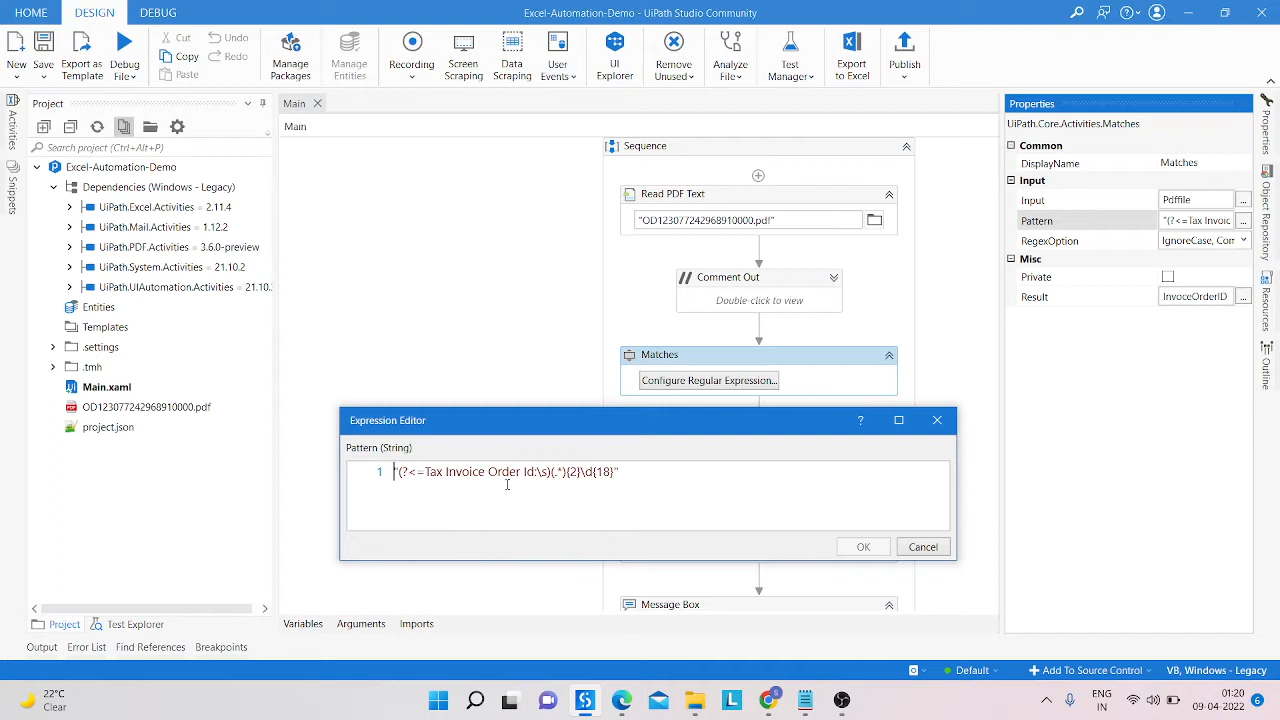 HOME DESIGN DEBUG Excel-Automation-Demo - UiPath Studio Community
New Save Export as Template Debug File Cut Copy Paste Undo Redo Manage Packages Manage Entities Recording Screen Scraping Data Scraping User Events UI Explorer Remove Unused Analyze File Test Manager Export to Excel Publish
Activities
Snippets
Project
Search project (Ctrl+Alt+P)
Excel-Automation-Demo
Dependencies (Windows - Legacy)
UiPath.Excel.Activities = 2.11.4
UiPath.Mail.Activities = 1.12.2
UiPath.PDF.Activities = 3.6.0-preview
UiPath.System.Activities = 21.10.2
UiPath.UIAutomation.Activities = 21.10.
Entities
Templates
.settings
.tmh
Main.xaml
OD123077242968910000.pdf
project.json
Project Test Explorer
Main
Main
Sequence
Read PDF Text
"OD123077242968910000.pdf"
// Comment Out
Double-click to view
Matches
Configure Regular Expression...
Expression Editor
?
Pattern (String)
1 "(?<=Tax Invoice Order Id:\s)(.*){2}\d{18}"
OK Cancel
Message Box
Variables Arguments Imports
Properties
UiPath.Core.Activities.Matches
Common
DisplayName Matches
Input
Input Pdffile ...
Pattern "(?<=Tax Invoic ...
RegexOption IgnoreCase, Com
Misc
Private
Result InvoceOrderID ...
Properties
Object Repository
Resources
Outline
Output Error List Find References Breakpoints
Default Add To Source Control VB, Windows - Legacy
22°C
Clear
L
S
ENG
IN
01:20
09-04-2022
6